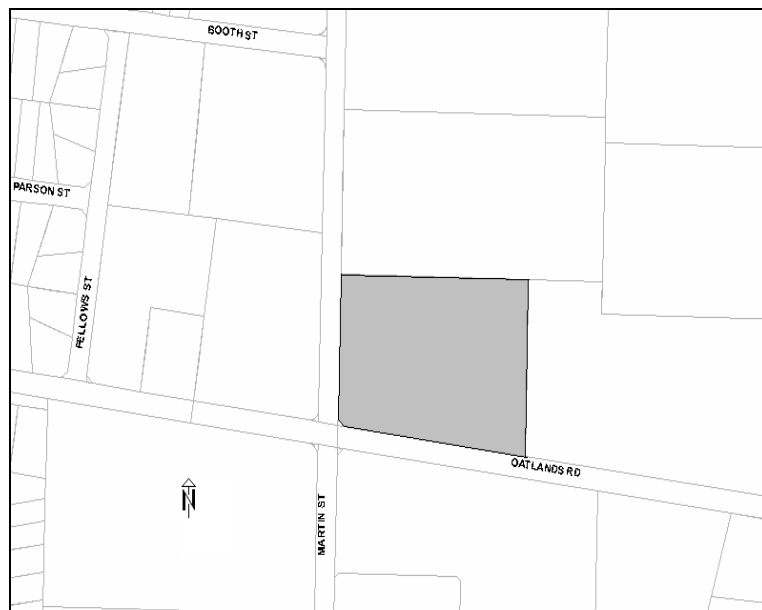 BOOTH ST
PARSON ST
FELLOWS ST
OATLANDS RD
N
MARTIN ST